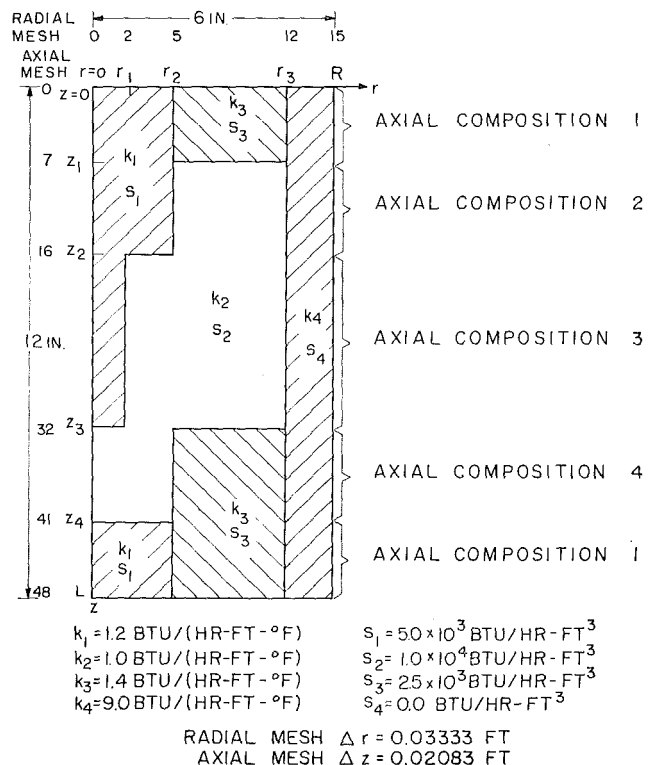 RADIAL MESH 6 IN.
0 2 5 12 15
AXIAL MESH r=0 r1 r2 r3 R
0 z=0 r
k3
S3
AXIAL COMPOSITION 1
7 z1
k1
S1
AXIAL COMPOSITION 2
16 z2
k2
S2
k4
S4
12 IN.
AXIAL COMPOSITION 3
32 z3
AXIAL COMPOSITION 4
k3
S3
41 z4
k1
S1
AXIAL COMPOSITION 1
48 L
z
k1=1.2 BTU/(HR-FT-°F) S1=5.0×10³ BTU/HR-FT³
k2=1.0 BTU/(HR-FT-°F) S2=1.0×10⁴ BTU/HR-FT³
k3=1.4 BTU/(HR-FT-°F) S3=2.5×10³ BTU/HR-FT³
k4=9.0 BTU/(HR-FT-°F) S4=0.0 BTU/HR-FT³
RADIAL MESH Δr = 0.03333 FT
AXIAL MESH Δz = 0.02083 FT